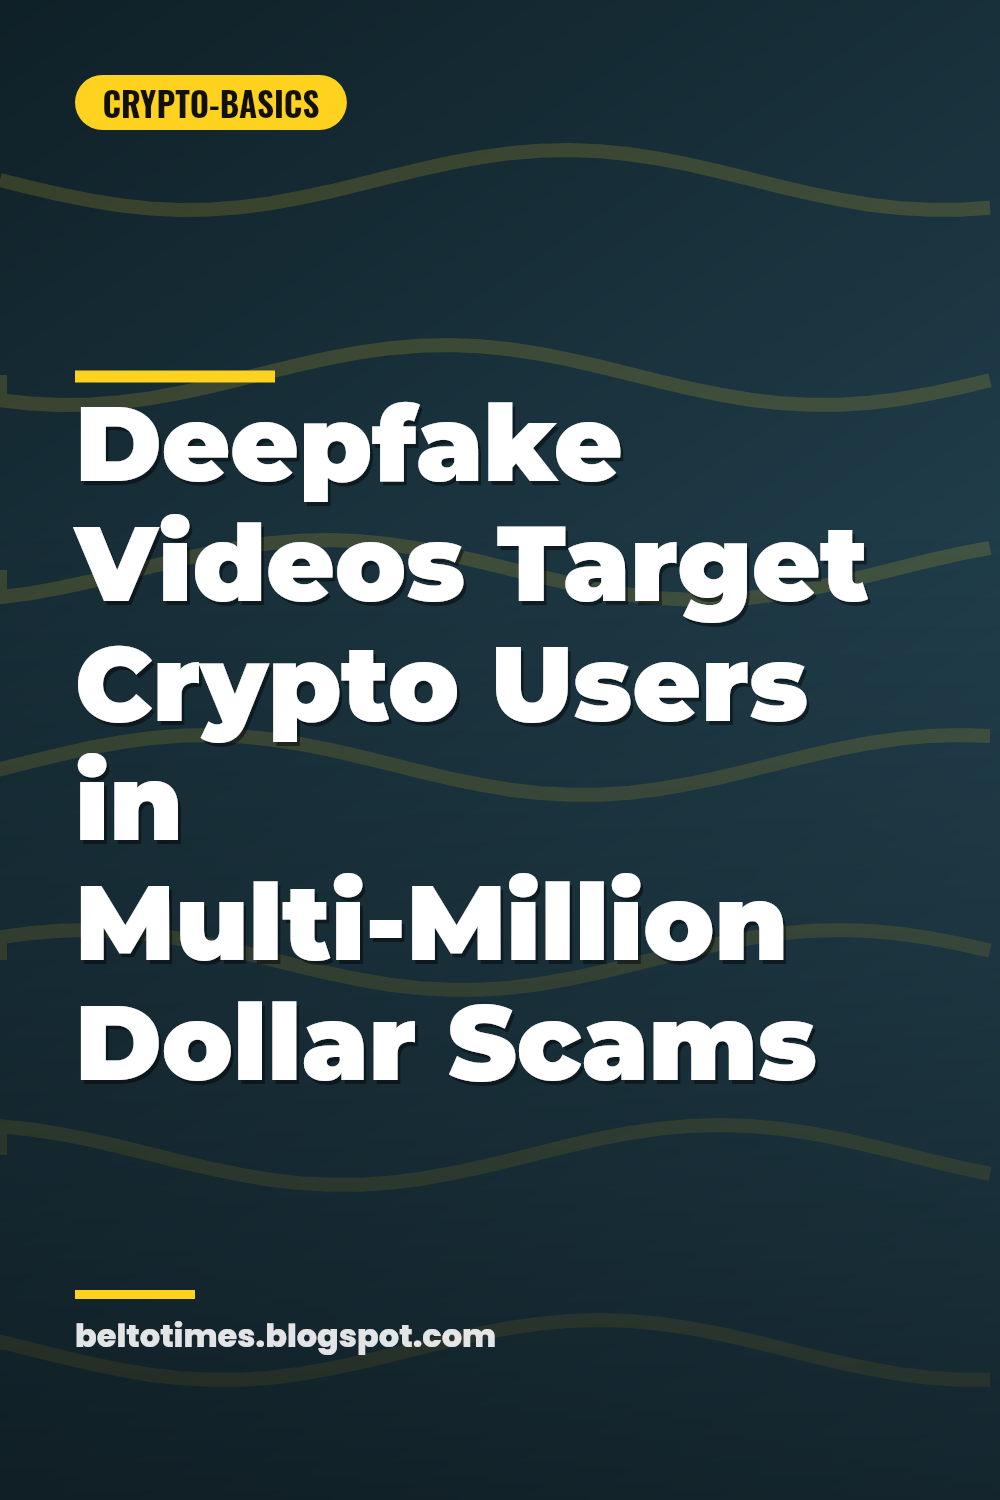 CRYPTO-BASICS
Deepfake
Videos Target
Crypto Users
in
Multi-Million
Dollar Scams
beltotimes.blogspot.com